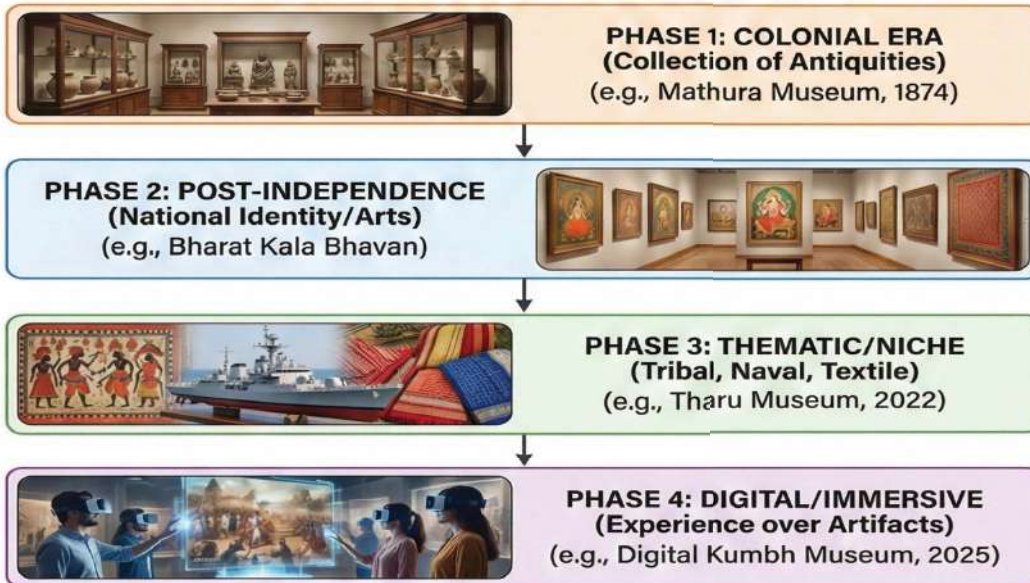 PHASE 1: COLONIAL ERA
(Collection of Antiquities)
(e.g., Mathura Museum, 1874)
PHASE 2: POST-INDEPENDENCE
(National Identity/Arts)
(e.g., Bharat Kala Bhavan)
PHASE 3: THEMATIC/NICHE
(Tribal, Naval, Textile)
(e.g., Tharu Museum, 2022)
PHASE 4: DIGITAL/IMMERSIVE
(Experience over Artifacts)
(e.g., Digital Kumbh Museum, 2025)